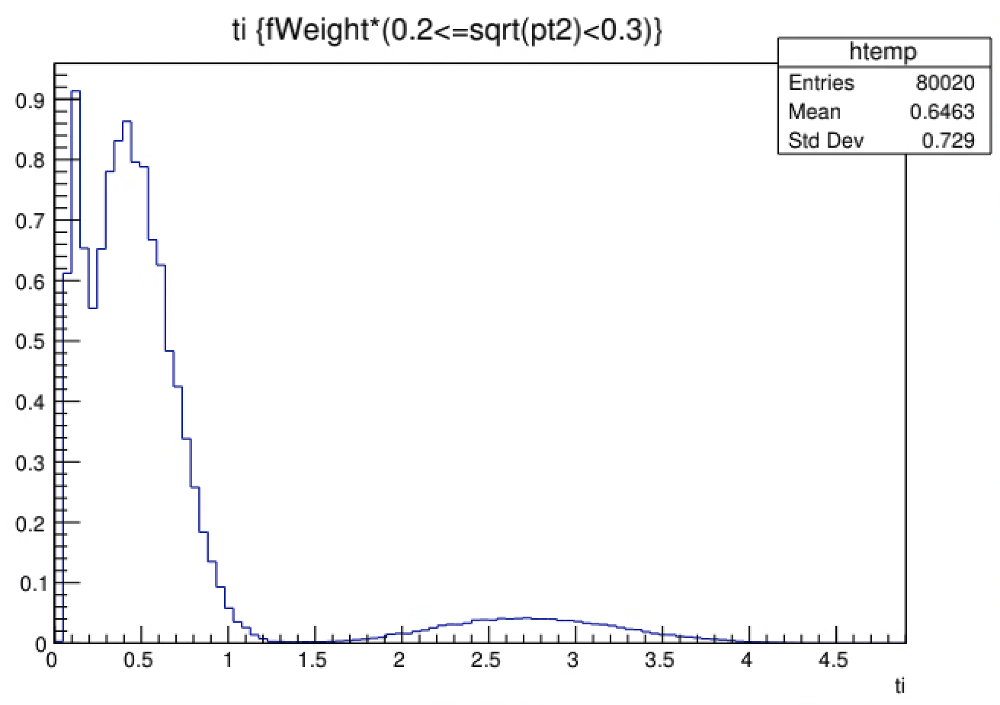 ti {fWeight*(0.2<=sqrt(pt2)<0.3)}
htemp
Entries 80020
Mean 0.6463
Std Dev 0.729
0.9
0.8
0.7
0.6
0.5
0.4
0.3
0.2
0.1
0
0 0.5 1 1.5 2 2.5 3 3.5 4 4.5
ti